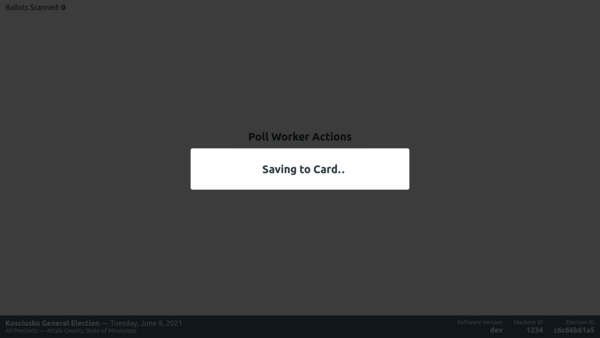 Ballots Scanned: 0
Poll Worker Actions
Saving to Card..
Kosciusko General Election — Tuesday, June 8, 2021
All Precincts — Attala County, State of Mississippi
Software Version
dev
Machine ID
1234
Election ID
c6c66b61a5